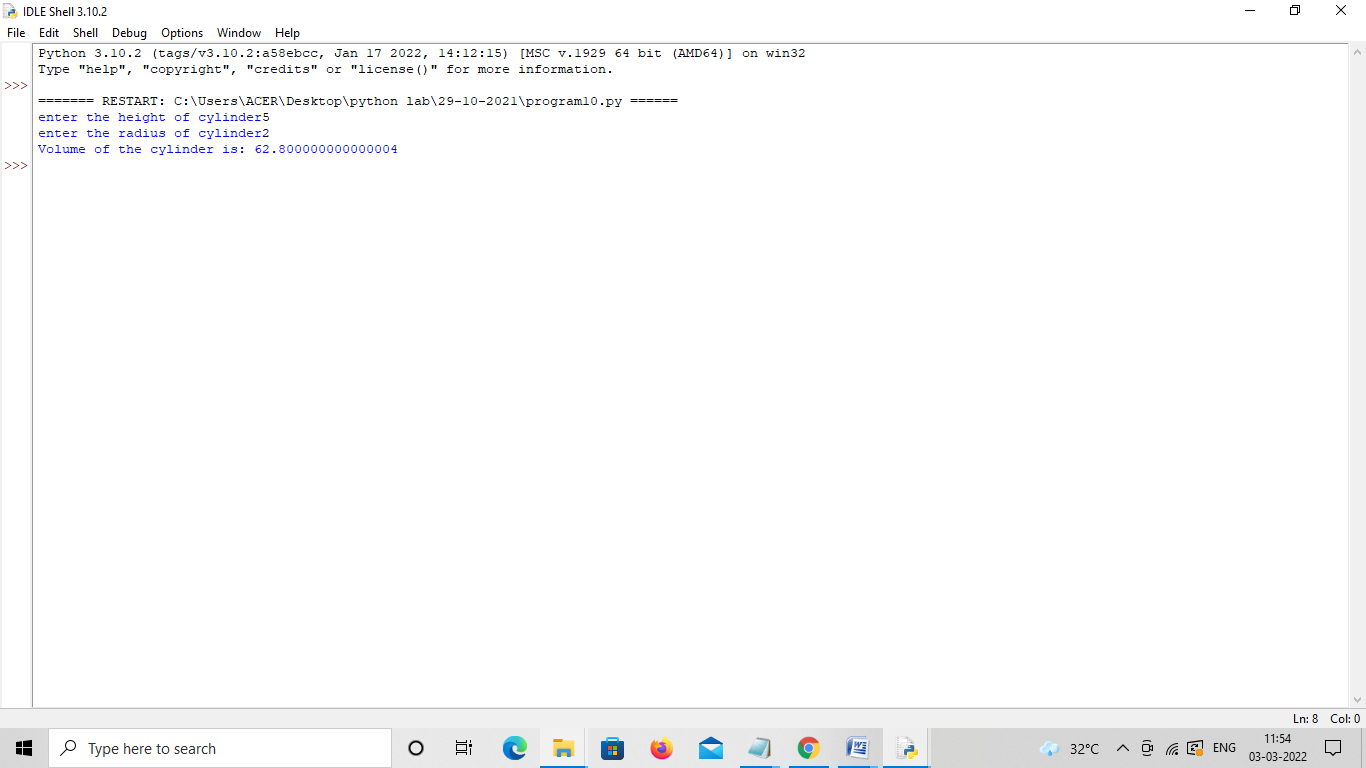 IDLE Shell 3.10.2
File Edit Shell Debug Options Window Help
Python 3.10.2 (tags/v3.10.2:a58ebcc, Jan 17 2022, 14:12:15) [MSC v.1929 64 bit (AMD64)] on win32
Type "help", "copyright", "credits" or "license()" for more information.
>>>
======= RESTART: C:\Users\ACER\Desktop\python lab\29-10-2021\program10.py ======
enter the height of cylinder5
enter the radius of cylinder2
Volume of the cylinder is: 62.800000000000004
>>>
Ln: 8 Col: 0
Type here to search
32°C
ENG
11:54
03-03-2022